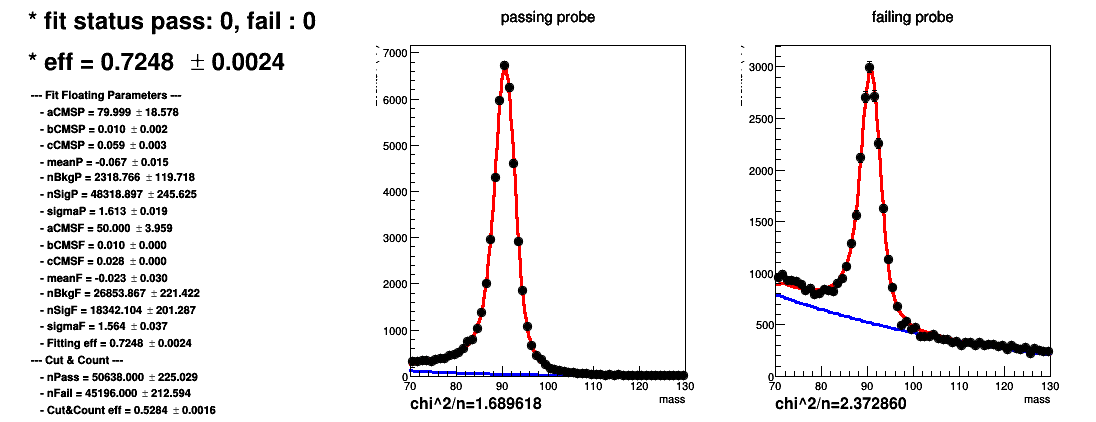 * fit status pass: 0, fail : 0
* eff = 0.7248 ± 0.0024
--- Fit Floating Parameters ---
- aCMSP = 79.999 ± 18.578
- bCMSP = 0.010 ± 0.002
- cCMSP = 0.059 ± 0.003
- meanP = -0.067 ± 0.015
- nBkgP = 2318.766 ± 119.718
- nSigP = 48318.897 ± 245.625
- sigmaP = 1.613 ± 0.019
- aCMSF = 50.000 ± 3.959
- bCMSF = 0.010 ± 0.000
- cCMSF = 0.028 ± 0.000
- meanF = -0.023 ± 0.030
- nBkgF = 26853.867 ± 221.422
- nSigF = 18342.104 ± 201.287
- sigmaF = 1.564 ± 0.037
- Fitting eff = 0.7248 ± 0.0024
--- Cut & Count ---
- nPass = 50638.000 ± 225.029
- nFail = 45196.000 ± 212.594
- Cut&Count eff = 0.5284 ± 0.0016
passing probe
7000
6000
5000
4000
3000
2000
1000
0
70 80 90 100 110 120 130
mass
chi^2/n=1.689618
failing probe
3000
2500
2000
1500
1000
500
0
70 80 90 100 110 120 130
mass
chi^2/n=2.372860